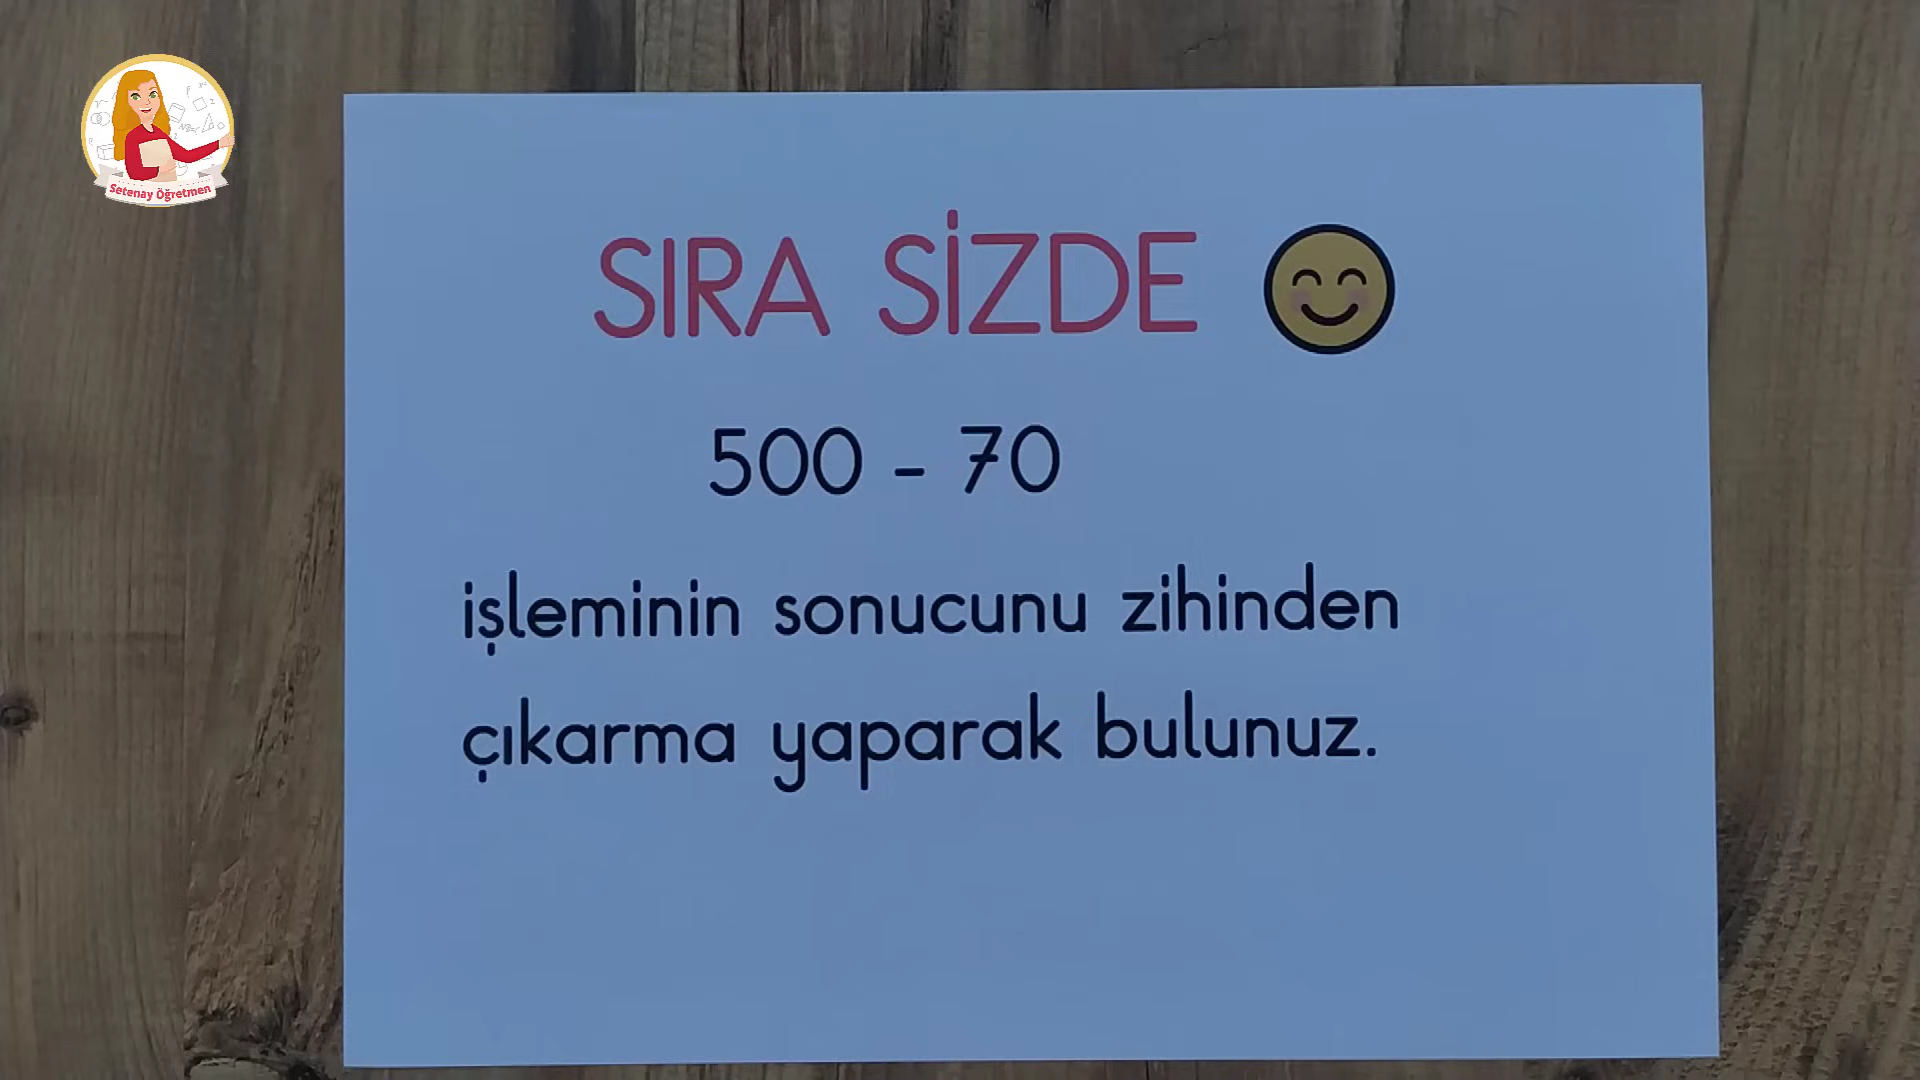 Setenay Öğretmen
SIRA SİZDE
500 - 70
işleminin sonucunu zihinden
çıkarma yaparak bulunuz.